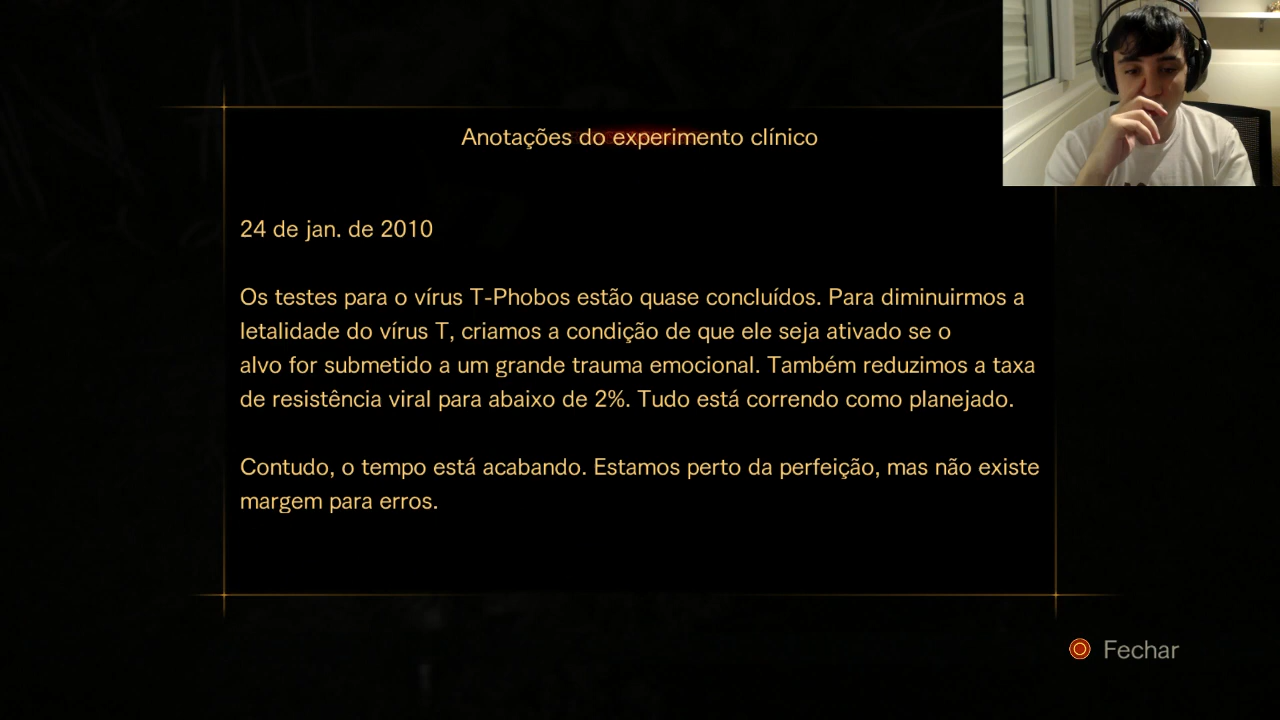 Anotações do experimento clínico
24 de jan. de 2010
Os testes para o vírus T-Phobos estão quase concluídos. Para diminuirmos a
letalidade do vírus T, criamos a condição de que ele seja ativado se o
alvo for submetido a um grande trauma emocional. Também reduzimos a taxa
de resistência viral para abaixo de 2%. Tudo está correndo como planejado.
Contudo, o tempo está acabando. Estamos perto da perfeição, mas não existe
margem para erros.
Fechar